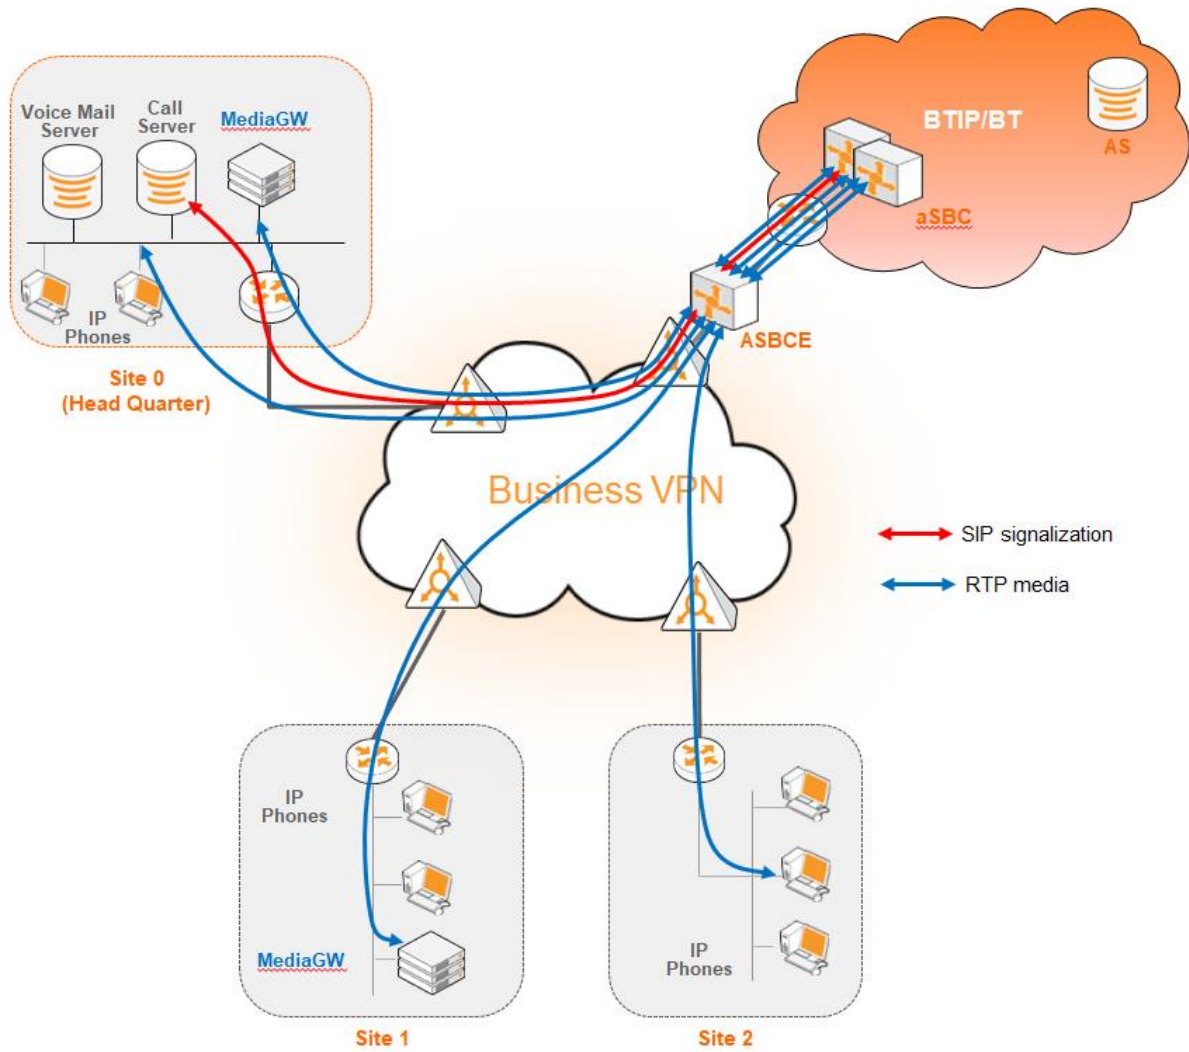 Voice Mail
Server
Call
Server
MediaGW
IP
Phones
Site 0
(Head Quarter)
BTIP/BT
AS
aSBC
ASBCE
Business VPN
SIP signalization
RTP media
IP
Phones
MediaGW
Site 1
IP
Phones
Site 2